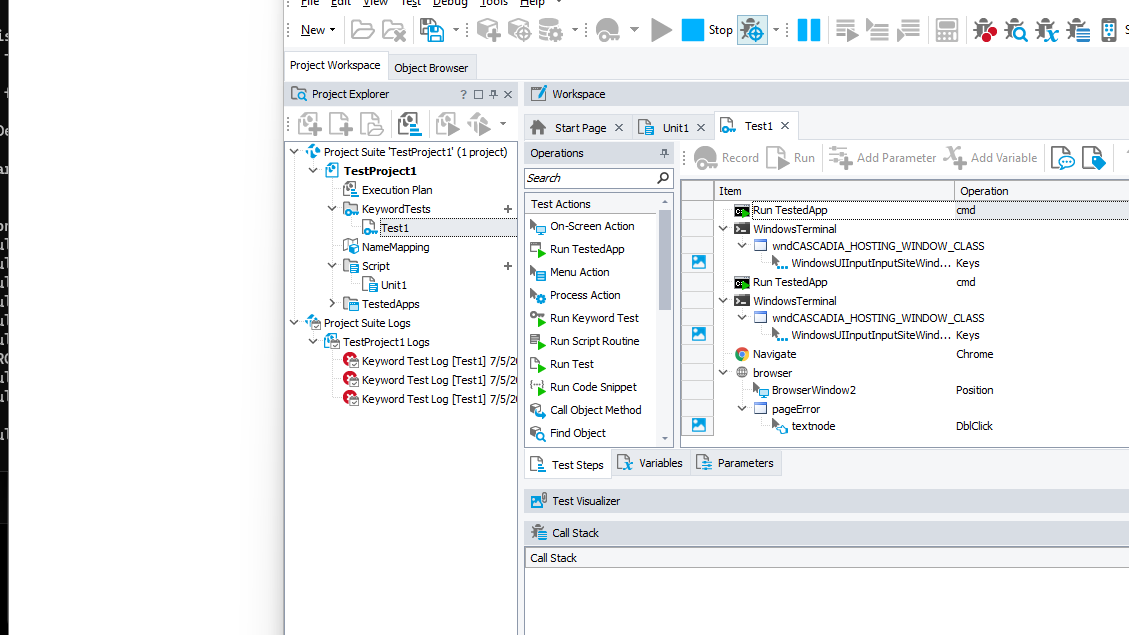 File Edit View Test Debug Tools Help
New
Stop
Project Workspace
Object Browser
Project Explorer
?
Workspace
Start Page
Unit1
Test1
Project Suite 'TestProject1' (1 project)
TestProject1
Execution Plan
KeywordTests
Test1
NameMapping
Script
Unit1
TestedApps
Project Suite Logs
TestProject1 Logs
Keyword Test Log [Test1] 7/5/20
Keyword Test Log [Test1] 7/5/20
Keyword Test Log [Test1] 7/5/20
Operations
Search
Test Actions
On-Screen Action
Run TestedApp
Menu Action
Process Action
Run Keyword Test
Run Script Routine
Run Test
Run Code Snippet
Call Object Method
Find Object
Record
Run
Add Parameter
Add Variable
Item Operation
Run TestedApp cmd
WindowsTerminal
wndCASCADIA_HOSTING_WINDOW_CLASS
WindowsUIInputInputSiteWind... Keys
Run TestedApp cmd
WindowsTerminal
wndCASCADIA_HOSTING_WINDOW_CLASS
WindowsUIInputInputSiteWind... Keys
Navigate Chrome
browser
BrowserWindow2 Position
pageError
textnode DblClick
Test Steps
Variables
Parameters
Test Visualizer
Call Stack
Call Stack